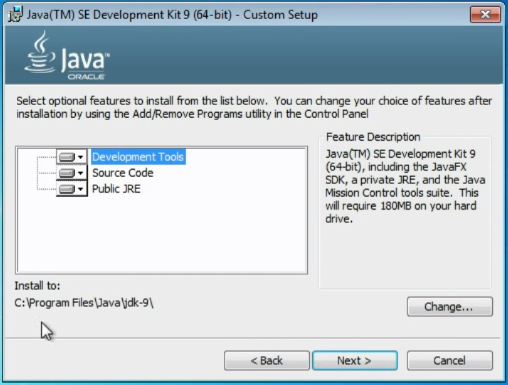 Java(TM) SE Development Kit 9 (64-bit) - Custom Setup
Java™
ORACLE
Select optional features to install from the list below. You can change your choice of features after
installation by using the Add/Remove Programs utility in the Control Panel
Development Tools
Source Code
Public JRE
Feature Description
Java(TM) SE Development Kit 9
(64-bit), including the JavaFX
SDK, a private JRE, and the Java
Mission Control tools suite. This
will require 180MB on your hard
drive.
Install to:
C:\Program Files\Java\jdk-9\
Change...
< Back
Next >
Cancel